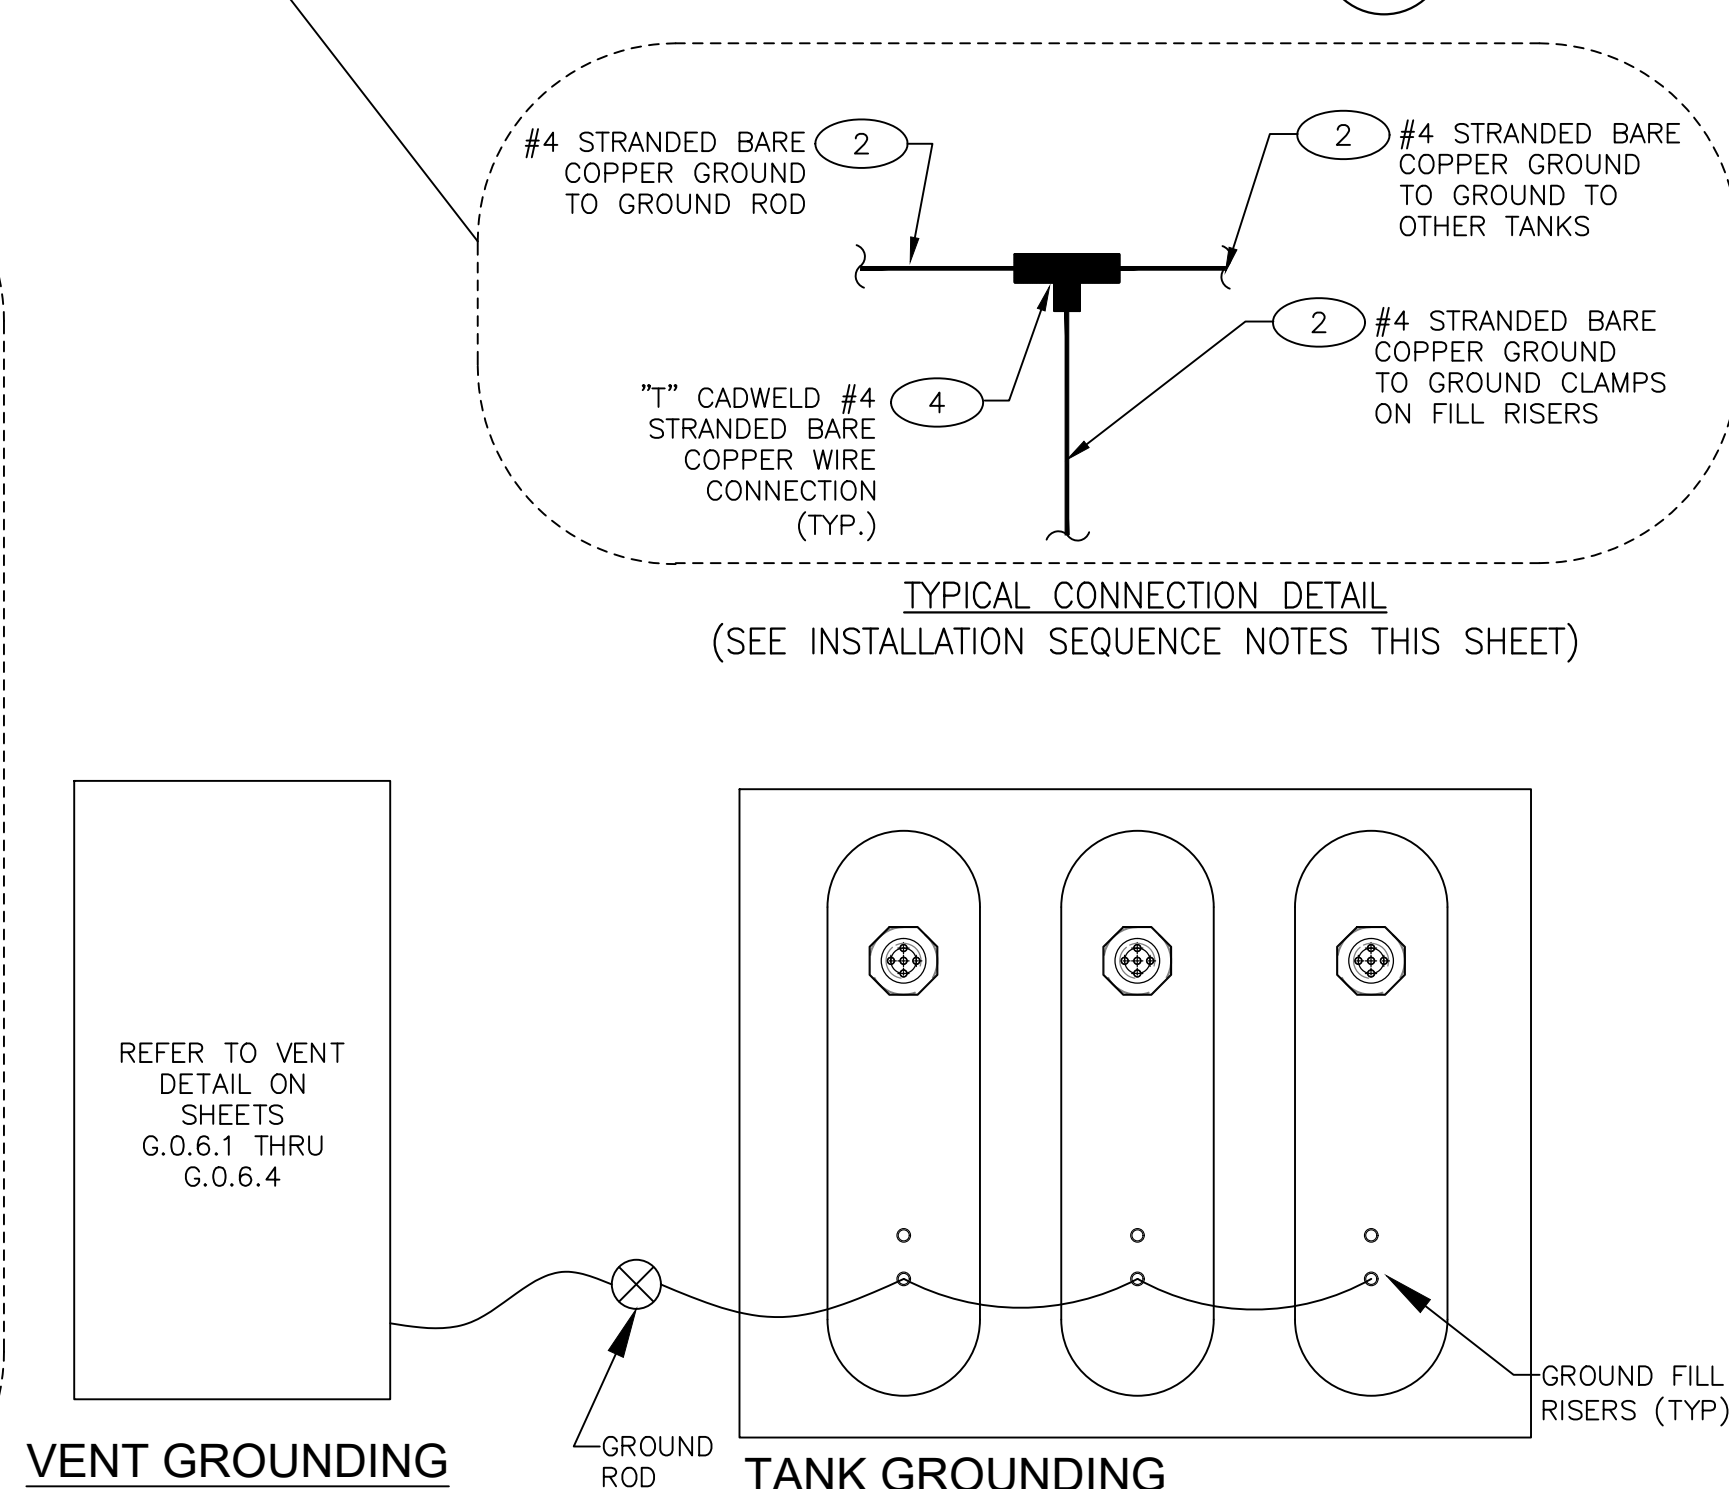 #4 STRANDED BARE
COPPER GROUND
TO GROUND ROD
2
2
#4 STRANDED BARE
COPPER GROUND
TO GROUND TO
OTHER TANKS
2
#4 STRANDED BARE
COPPER GROUND
TO GROUND CLAMPS
ON FILL RISERS
"T" CADWELD #4
STRANDED BARE
COPPER WIRE
CONNECTION
(TYP.)
4
TYPICAL CONNECTION DETAIL
(SEE INSTALLATION SEQUENCE NOTES THIS SHEET)
REFER TO VENT
DETAIL ON
SHEETS
G.0.6.1 THRU
G.0.6.4
GROUND FILL
RISERS (TYP)
GROUND
ROD
VENT GROUNDING
TANK GROUNDING